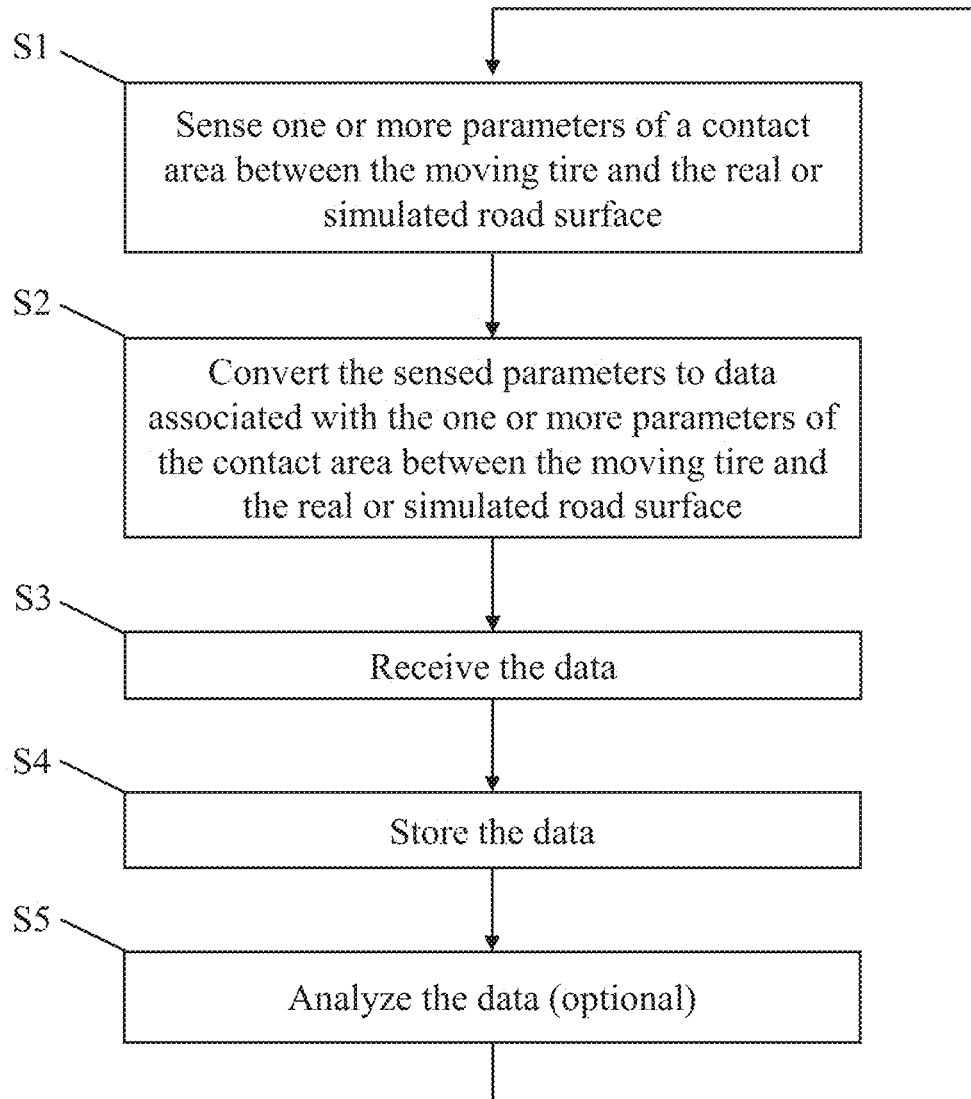 S1
Sense one or more parameters of a contact
area between the moving tire and the real or
simulated road surface
S2
Convert the sensed parameters to data
associated with the one or more parameters of
the contact area between the moving tire and
the real or simulated road surface
S3
Receive the data
S4
Store the data
S5
Analyze the data (optional)